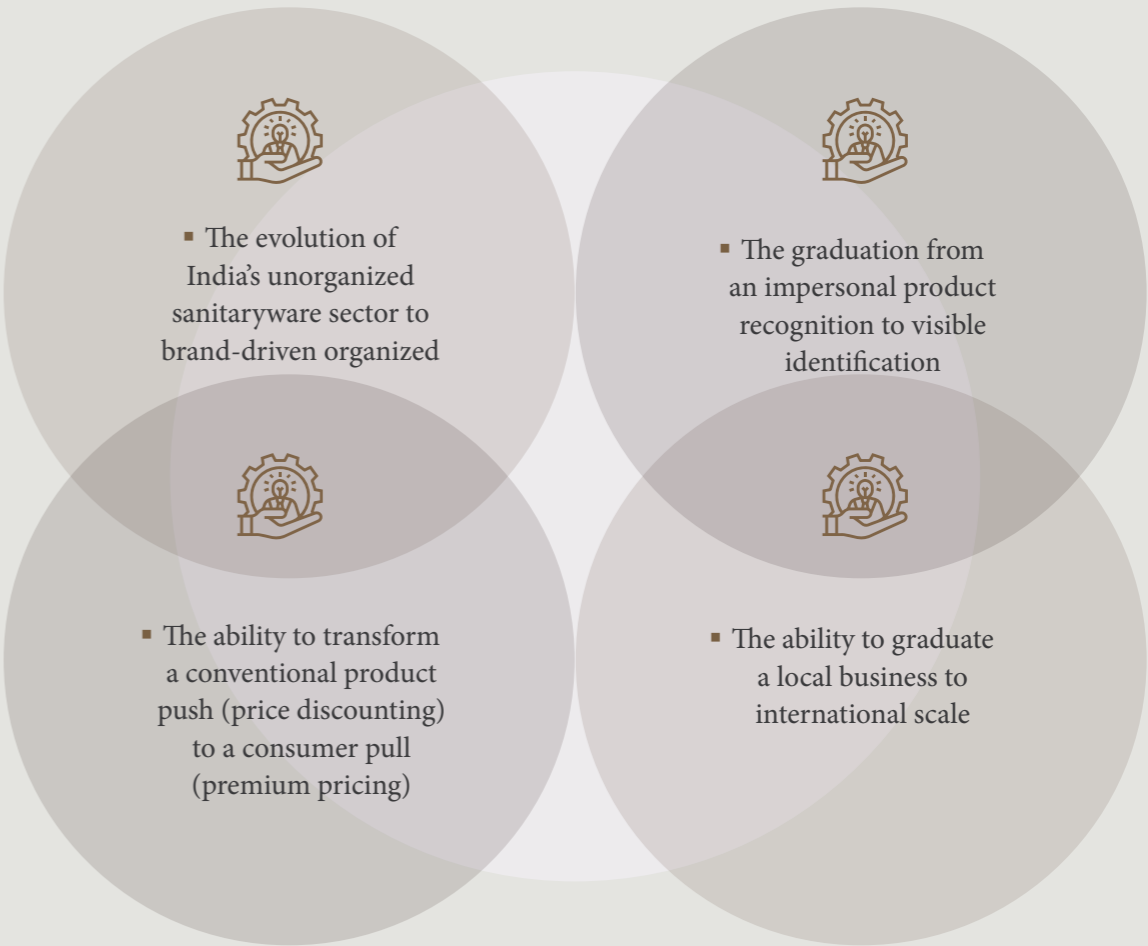 ▪ The evolution of
India’s unorganized
sanitaryware sector to
brand-driven organized
▪ The graduation from
an impersonal product
recognition to visible
identification
▪ The ability to transform
a conventional product
push (price discounting)
to a consumer pull
(premium pricing)
▪ The ability to graduate
a local business to
international scale